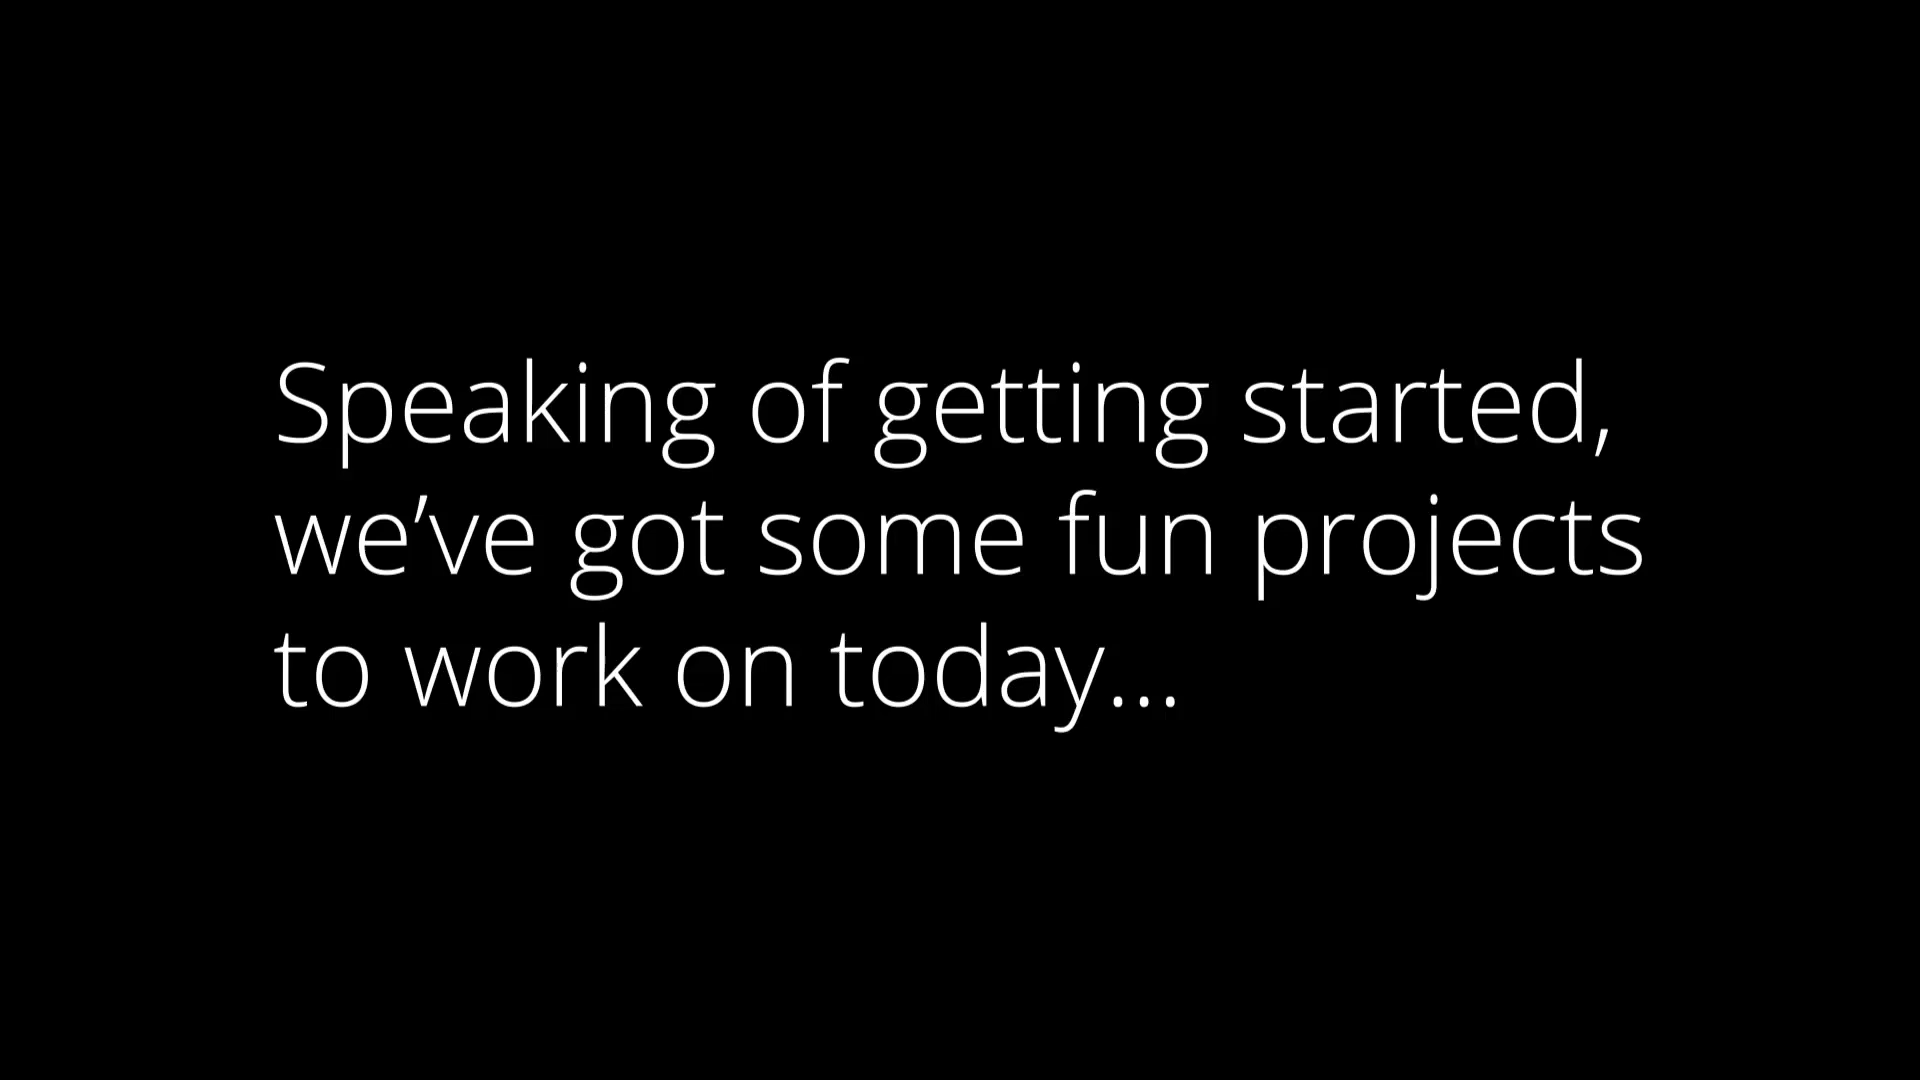 Speaking of getting started,
we’ve got some fun projects
to work on today...